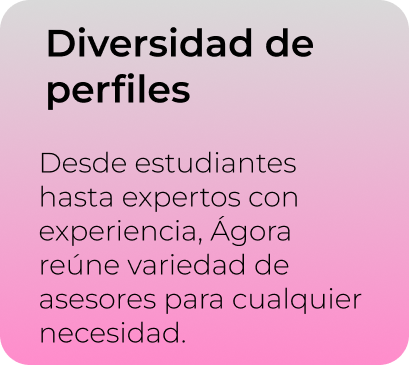 Diversidad de
perfiles
Desde estudiantes
hasta expertos con
experiencia, Ágora
reúne variedad de
asesores para cualquier
necesidad.